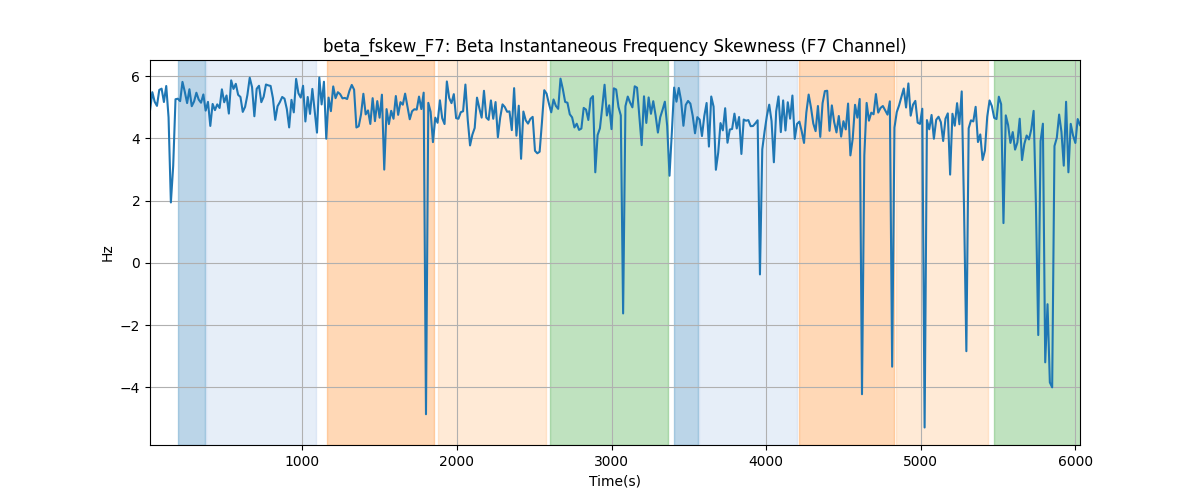 beta_fskew_F7: Beta Instantaneous Frequency Skewness (F7 Channel)
6
4
2
0
−2
−4
Hz
1000 2000 3000 4000 5000 6000
Time(s)